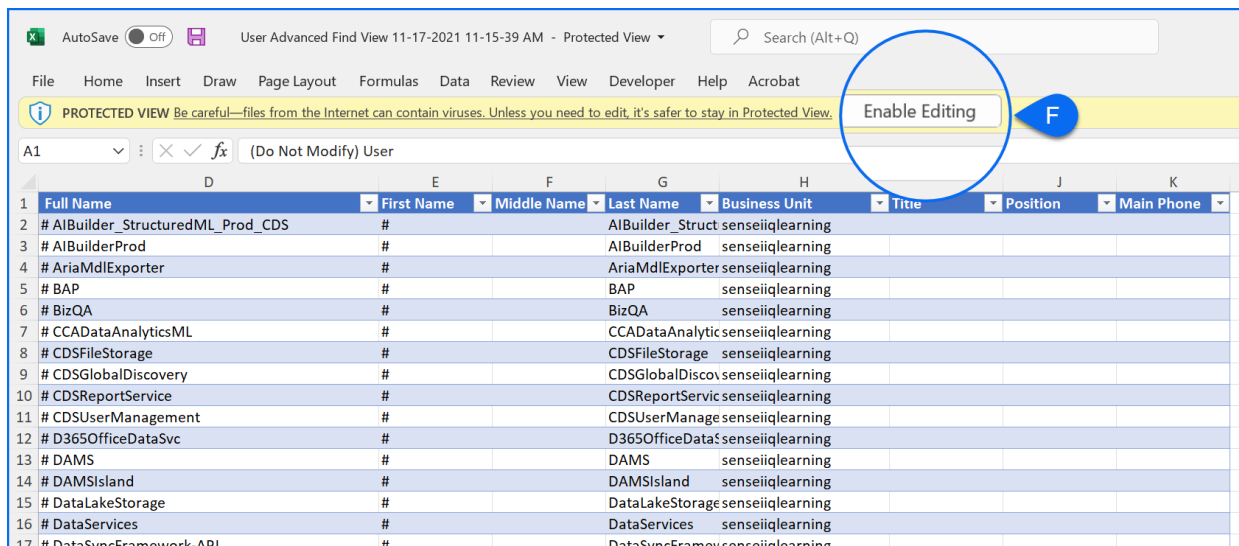 AutoSave Off User Advanced Find View 11-17-2021 11-15-39 AM - Protected View Search (Alt+Q)
File Home Insert Draw Page Layout Formulas Data Review View Developer Help Acrobat
PROTECTED VIEW Be careful—files from the Internet can contain viruses. Unless you need to edit, it's safer to stay in Protected View. Enable Editing F
A1 fx (Do Not Modify) User
D E F G H J K
1 Full Name First Name Middle Name Last Name Business Unit Title Position Main Phone
2 # AIBuilder_StructuredML_Prod_CDS # AIBuilder_Struct senseiiqlearning
3 # AIBuilderProd # AIBuilderProd senseiiqlearning
4 # AriaMdlExporter # AriaMdlExporter senseiiqlearning
5 # BAP # BAP senseiiqlearning
6 # BizQA # BizQA senseiiqlearning
7 # CCADataAnalyticsML # CCADataAnalytic senseiiqlearning
8 # CDSFileStorage # CDSFileStorage senseiiqlearning
9 # CDSGlobalDiscovery # CDSGlobalDiscov senseiiqlearning
10 # CDSReportService # CDSReportServic senseiiqlearning
11 # CDSUserManagement # CDSUserManage senseiiqlearning
12 # D365OfficeDataSvc # D365OfficeDataS senseiiqlearning
13 # DAMS # DAMS senseiiqlearning
14 # DAMSIsland # DAMSIsland senseiiqlearning
15 # DataLakeStorage # DataLakeStorage senseiiqlearning
16 # DataServices # DataServices senseiiqlearning
17 # DataSyncFramework-API # DataSyncFramew senseiiqlearning